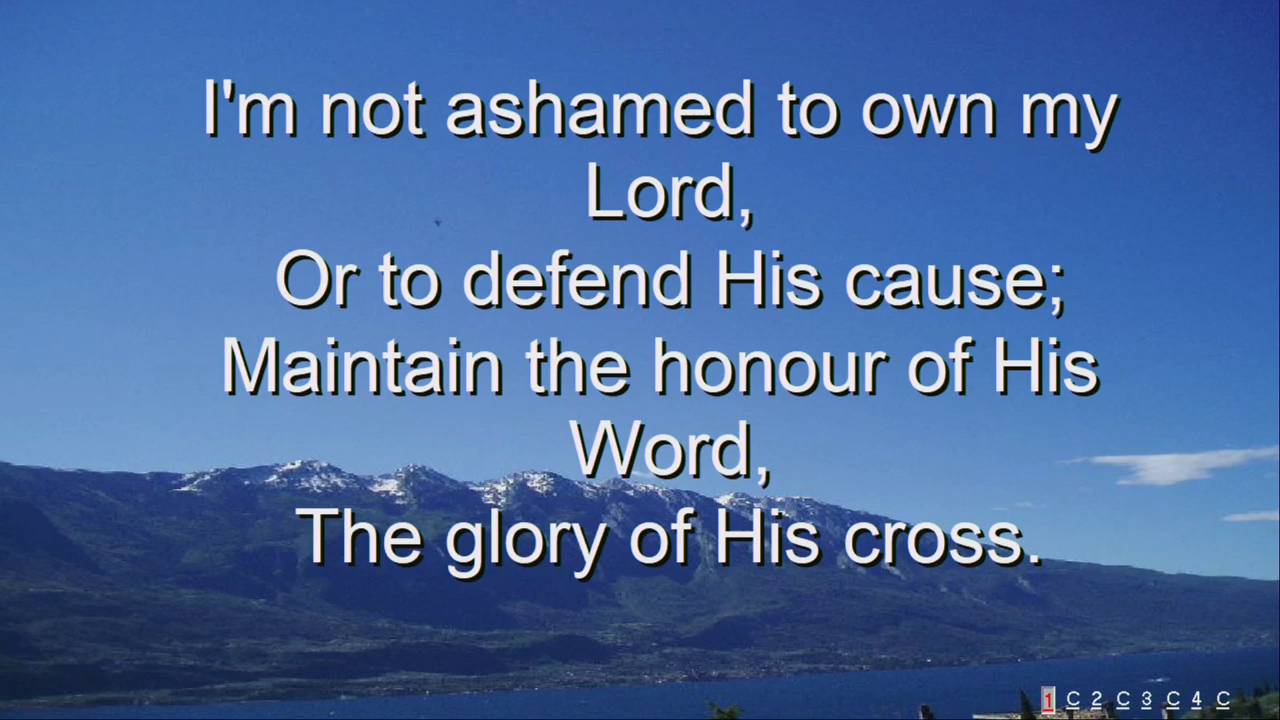 I'm not ashamed to own my
Lord,
Or to defend His cause;
Maintain the honour of His
Word,
The glory of His cross.
1 C 2 C 3 C 4 C